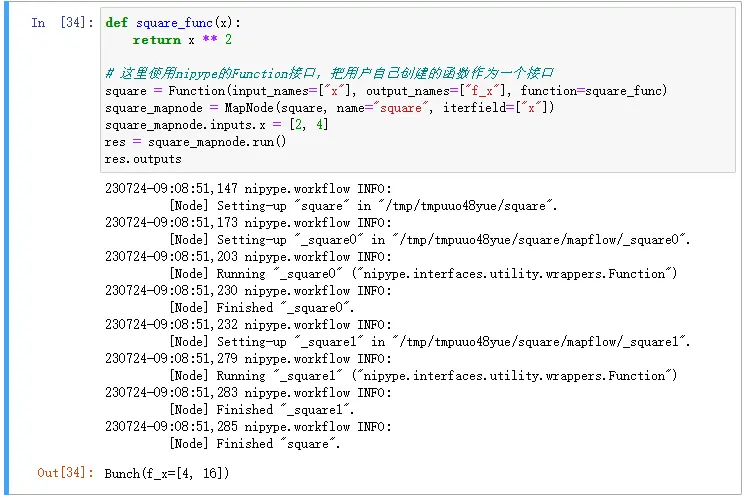 In [34]: def square_func(x):
    return x ** 2
# 这里使用nipype的Function接口，把用户自己创建的函数作为一个接口
square = Function(input_names=["x"], output_names=["f_x"], function=square_func)
square_mapnode = MapNode(square, name="square", iterfield=["x"])
square_mapnode.inputs.x = [2, 4]
res = square_mapnode.run()
res.outputs
230724-09:08:51,147 nipype.workflow INFO:
[Node] Setting-up "square" in "/tmp/tmpuuo48yue/square".
230724-09:08:51,173 nipype.workflow INFO:
[Node] Setting-up "_square0" in "/tmp/tmpuuo48yue/square/mapflow/_square0".
230724-09:08:51,203 nipype.workflow INFO:
[Node] Running "_square0" ("nipype.interfaces.utility.wrappers.Function")
230724-09:08:51,230 nipype.workflow INFO:
[Node] Finished "_square0".
230724-09:08:51,232 nipype.workflow INFO:
[Node] Setting-up "_square1" in "/tmp/tmpuuo48yue/square/mapflow/_square1".
230724-09:08:51,279 nipype.workflow INFO:
[Node] Running "_square1" ("nipype.interfaces.utility.wrappers.Function")
230724-09:08:51,283 nipype.workflow INFO:
[Node] Finished "_square1".
230724-09:08:51,285 nipype.workflow INFO:
[Node] Finished "square".
Out[34]: Bunch(f_x=[4, 16])